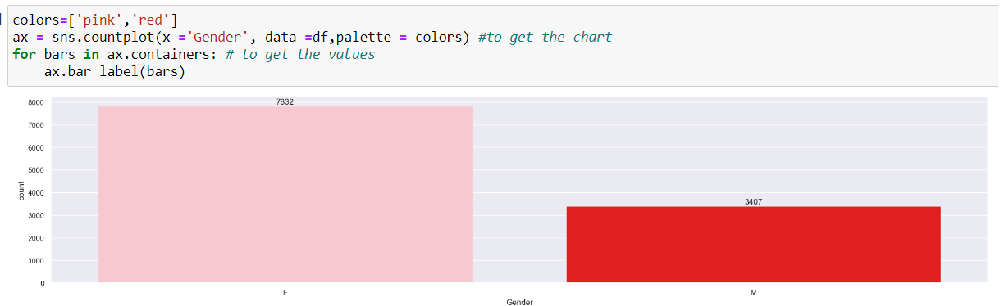 colors=['pink','red']
ax = sns.countplot(x ='Gender', data =df,palette = colors) #to get the chart
for bars in ax.containers: # to get the values
    ax.bar_label(bars)
8000
7000
6000
5000
4000
3000
2000
1000
0
count
7832
3407
F
M
Gender